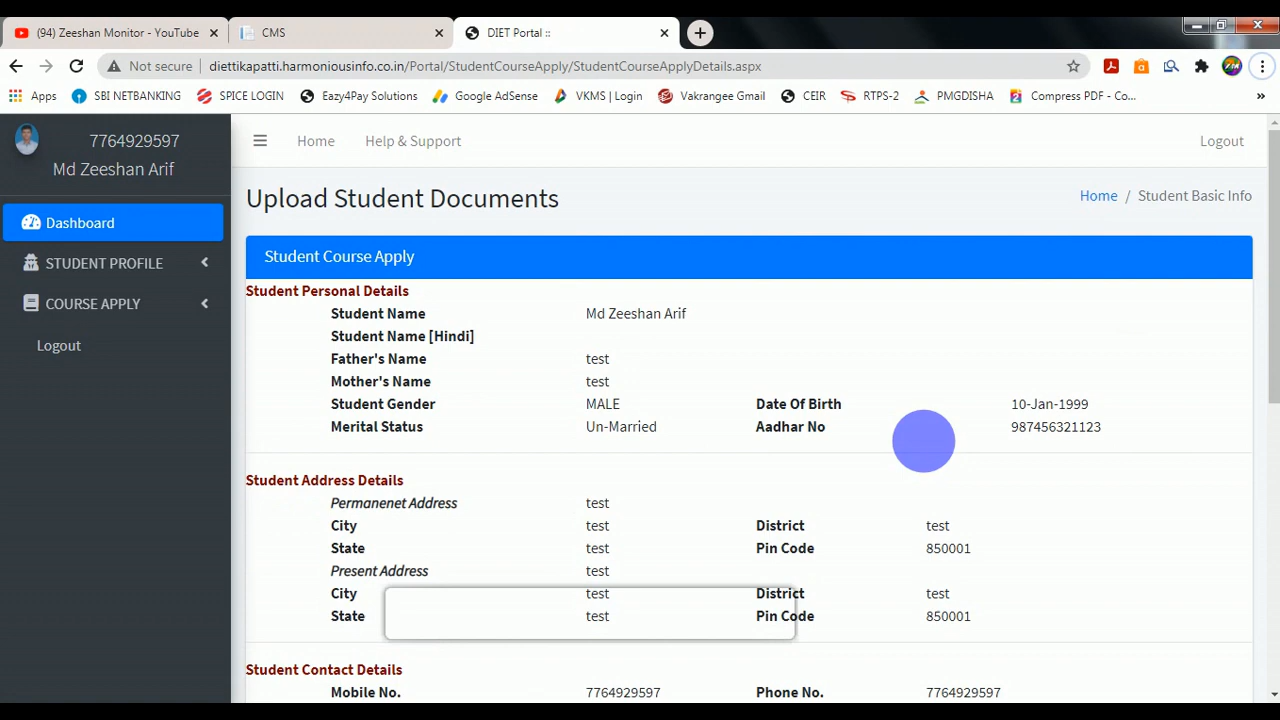 (94) Zeeshan Monitor - YouTube
CMS
DIET Portal ::
Not secure
diettikapatti.harmoniousinfo.co.in/Portal/StudentCourseApply/StudentCourseApplyDetails.aspx
Apps SBI NETBANKING SPICE LOGIN Eazy4Pay Solutions Google AdSense VKMS | Login Vakrangee Gmail CEIR RTPS-2 PMGDISHA Compress PDF - Co... »
7764929597
Md Zeeshan Arif
Dashboard
STUDENT PROFILE
COURSE APPLY
Logout
Home Help & Support Logout
Upload Student Documents
Home / Student Basic Info
Student Course Apply
Student Personal Details
Student Name Md Zeeshan Arif
Student Name [Hindi]
Father's Name test
Mother's Name test
Student Gender MALE Date Of Birth 10-Jan-1999
Merital Status Un-Married Aadhar No 987456321123
Student Address Details
Permanenet Address test
City test District test
State test Pin Code 850001
Present Address test
City test District test
State test Pin Code 850001
Student Contact Details
Mobile No. 7764929597 Phone No. 7764929597